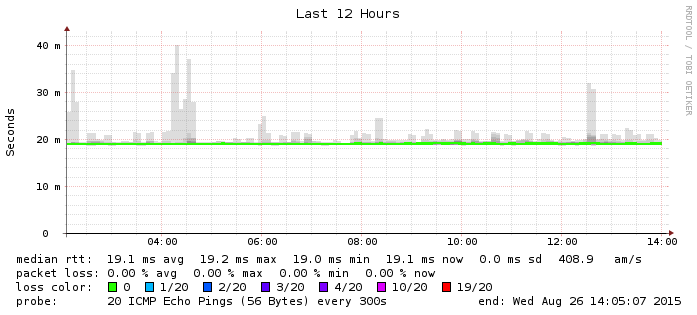 Last 12 Hours
RRDTOOL / TOBI OETIKER
Seconds
40 m
30 m
20 m
10 m
0
04:00 06:00 08:00 10:00 12:00 14:00
median rtt: 19.1 ms avg 19.2 ms max 19.0 ms min 19.1 ms now 0.0 ms sd 408.9 am/s
packet loss: 0.00 % avg 0.00 % max 0.00 % min 0.00 % now
loss color: 0 1/20 2/20 3/20 4/20 10/20 19/20
probe: 20 ICMP Echo Pings (56 Bytes) every 300s end: Wed Aug 26 14:05:07 2015